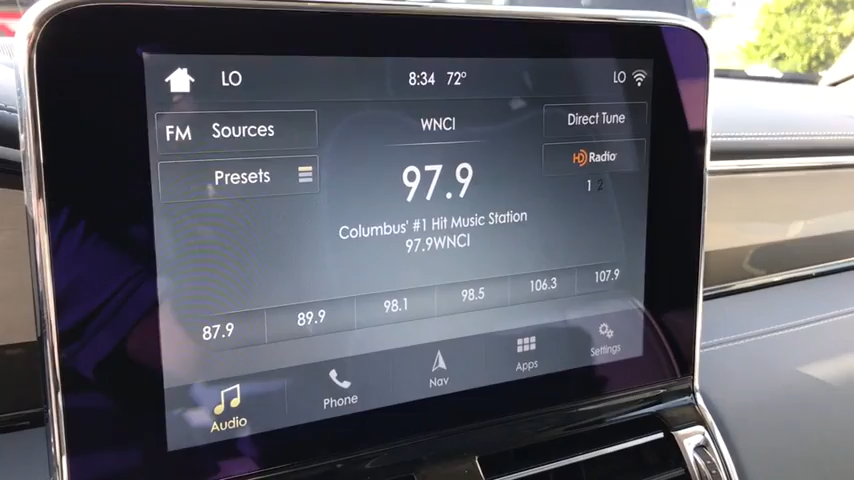 LO 8:34 72° LO
FM Sources
WNCI
Direct Tune
Presets
97.9
HD Radio
1 2
Columbus' #1 Hit Music Station
97.9WNCI
87.9 89.9 98.1 98.5 106.3 107.9
Audio Phone Nav Apps Settings